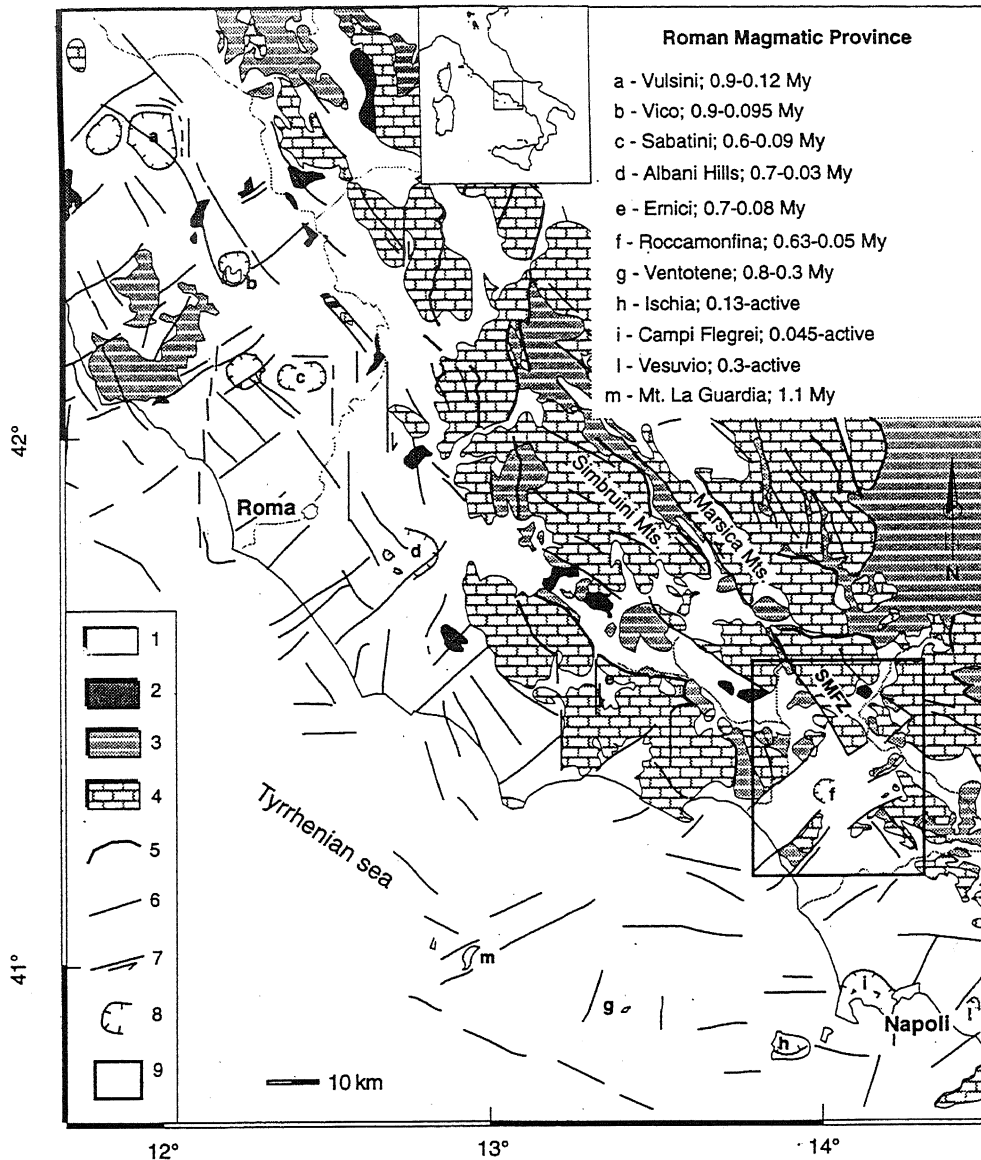 Roman Magmatic Province
a - Vulsini; 0.9-0.12 My
b - Vico; 0.9-0.095 My
c - Sabatini; 0.6-0.09 My
d - Albani Hills; 0.7-0.03 My
e - Ernici; 0.7-0.08 My
f - Roccamonfina; 0.63-0.05 My
g - Ventotene; 0.8-0.3 My
h - Ischia; 0.13-active
i - Campi Flegrei; 0.045-active
l - Vesuvio; 0.3-active
m - Mt. La Guardia; 1.1 My
a
b
c
42°
Simbruini Mts.
Marsica Mts.
Roma
d
N
e
SMFZ
f
1
2
3
4
5
6
7
8
9
Tyrrhenian sea
41°
m
g
i
l
Napoli
h
10 km
12°
13°
14°